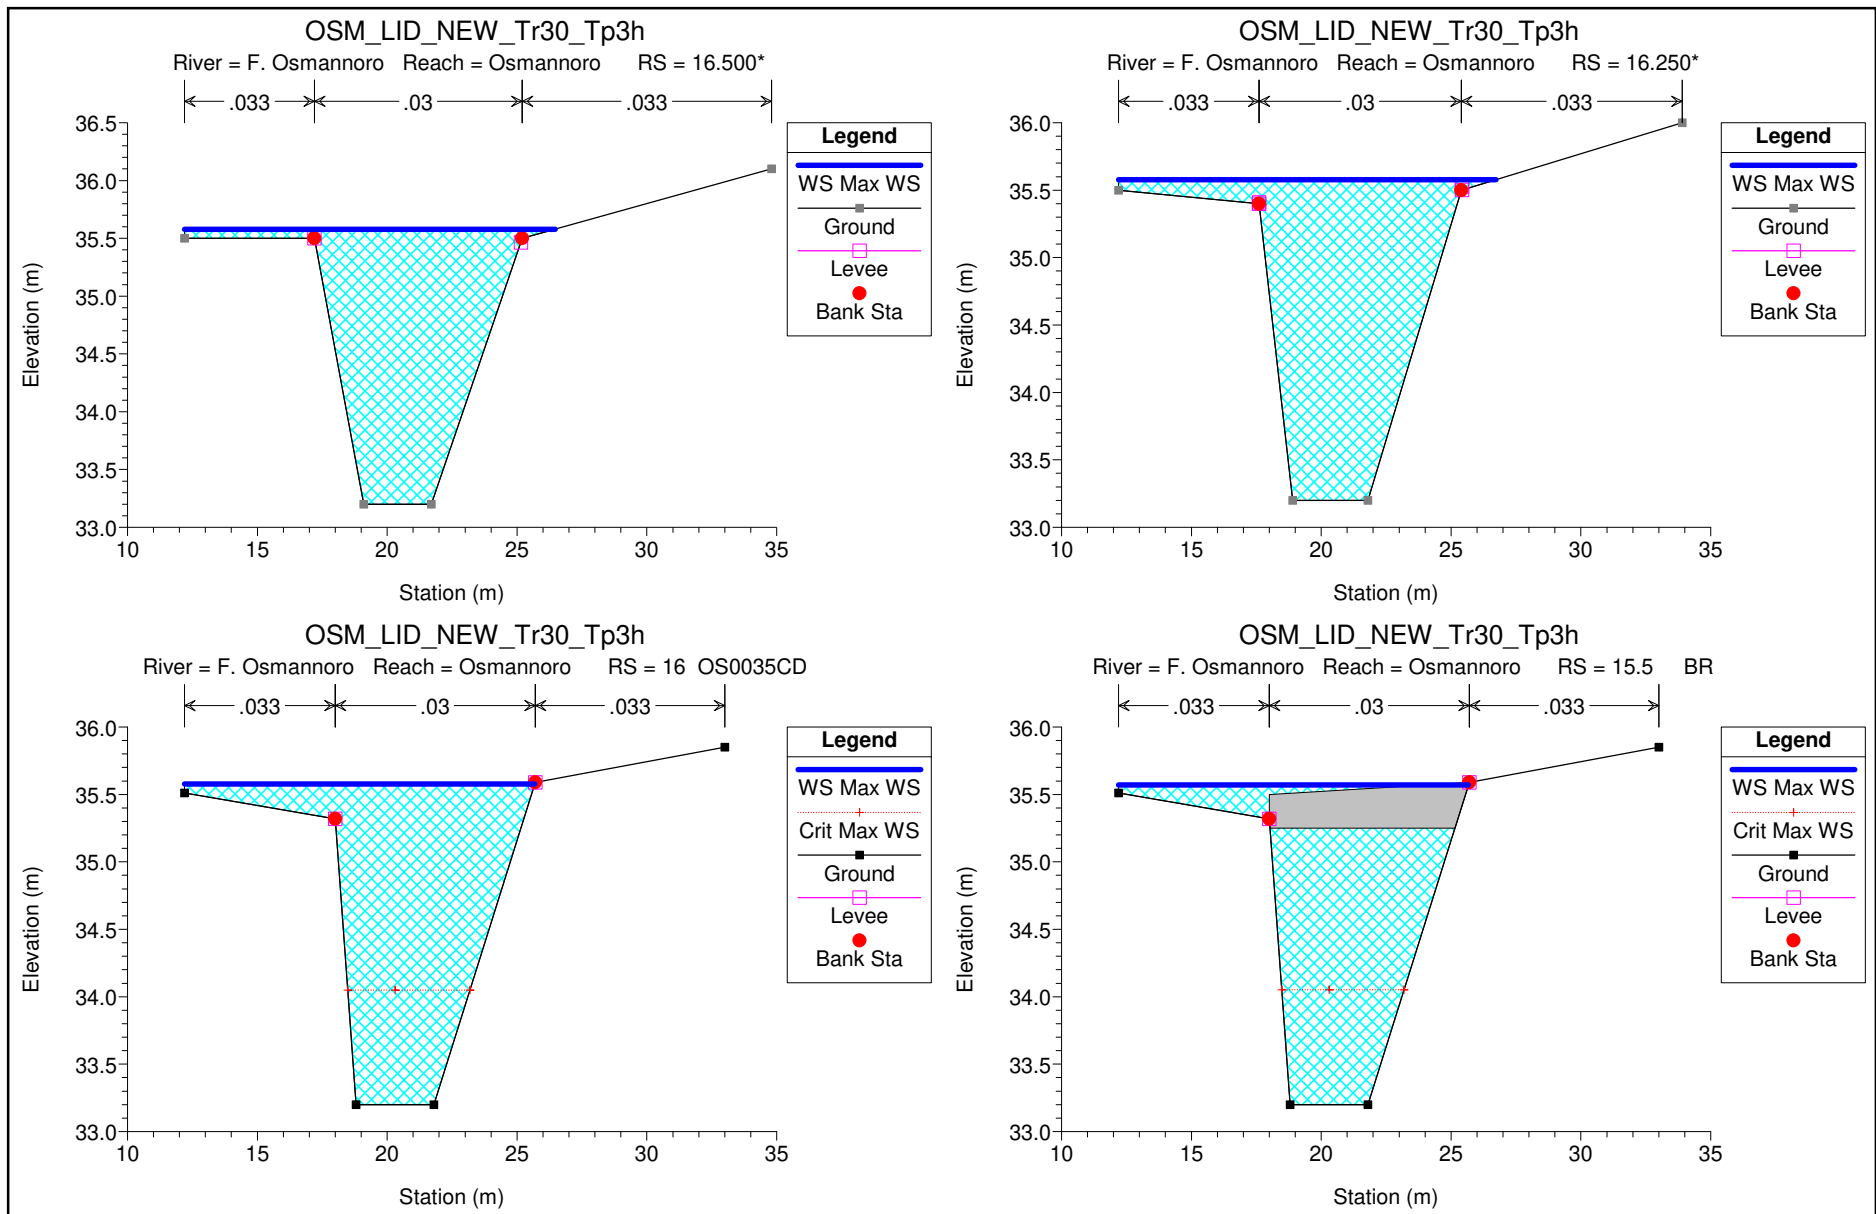 OSM_LID_NEW_Tr30_Tp3h
River = F. Osmannoro Reach = Osmannoro RS = 16.500*
.033 .03 .033
36.5
36.0
35.5
35.0
34.5
34.0
33.5
33.0
Elevation (m)
10 15 20 25 30 35
Station (m)
Legend
WS Max WS
Ground
Levee
Bank Sta
OSM_LID_NEW_Tr30_Tp3h
River = F. Osmannoro Reach = Osmannoro RS = 16.250*
.033 .03 .033
36.0
35.5
35.0
34.5
34.0
33.5
33.0
Elevation (m)
10 15 20 25 30 35
Station (m)
Legend
WS Max WS
Ground
Levee
Bank Sta
OSM_LID_NEW_Tr30_Tp3h
River = F. Osmannoro Reach = Osmannoro RS = 16 OS0035CD
.033 .03 .033
36.0
35.5
35.0
34.5
34.0
33.5
33.0
Elevation (m)
10 15 20 25 30 35
Station (m)
Legend
WS Max WS
Crit Max WS
Ground
Levee
Bank Sta
OSM_LID_NEW_Tr30_Tp3h
River = F. Osmannoro Reach = Osmannoro RS = 15.5 BR
.033 .03 .033
36.0
35.5
35.0
34.5
34.0
33.5
33.0
Elevation (m)
10 15 20 25 30 35
Station (m)
Legend
WS Max WS
Crit Max WS
Ground
Levee
Bank Sta